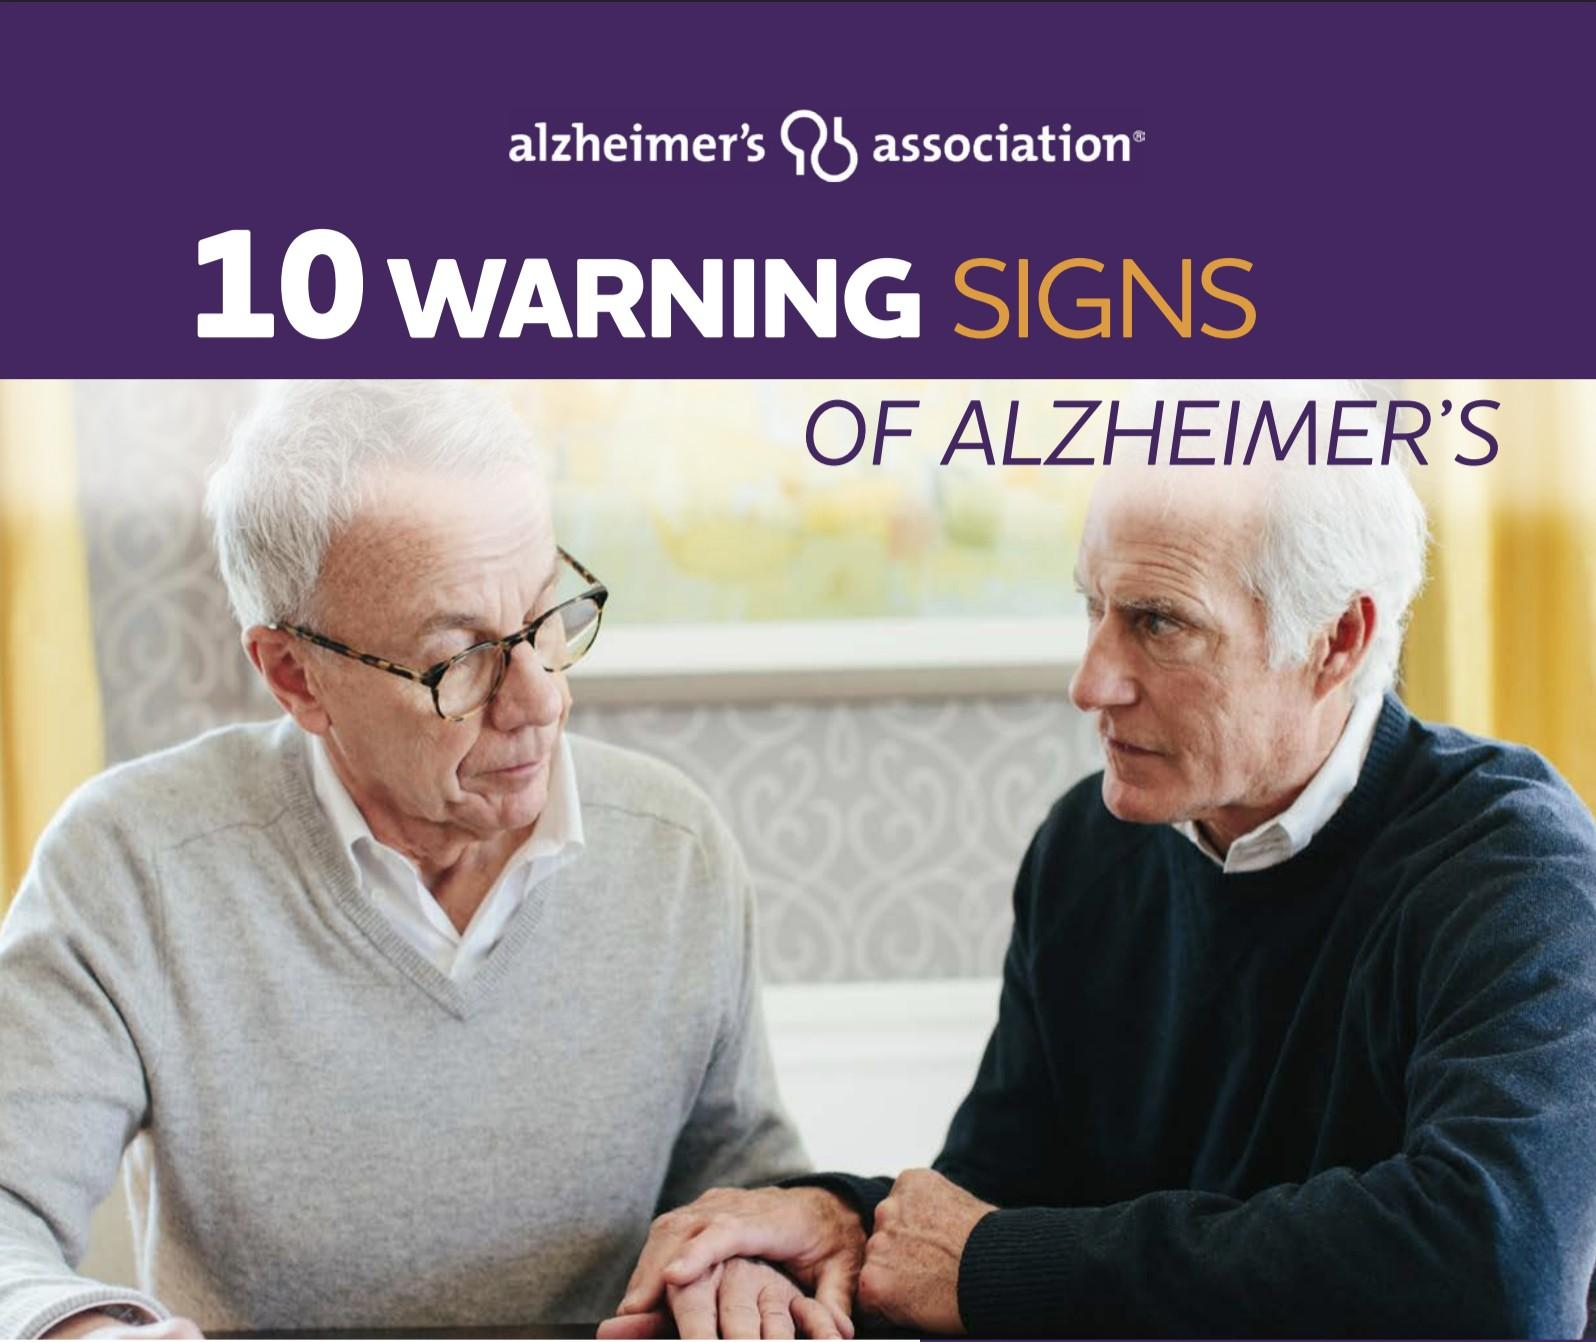 alzheimer's association®
10 WARNING SIGNS
OF ALZHEIMER'S